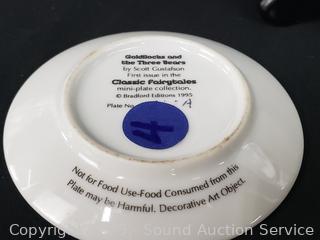 Goldilocks and
the Three Bears
by Scott Gustafson
First issue in the
Classic Fairytales
mini-plate collection.
© Bradford Editions 1995
Plate No. A
4
Not for Food Use-Food Consumed from this
Plate may be Harmful. Decorative Art Object.
Copyright Sound Auction Service